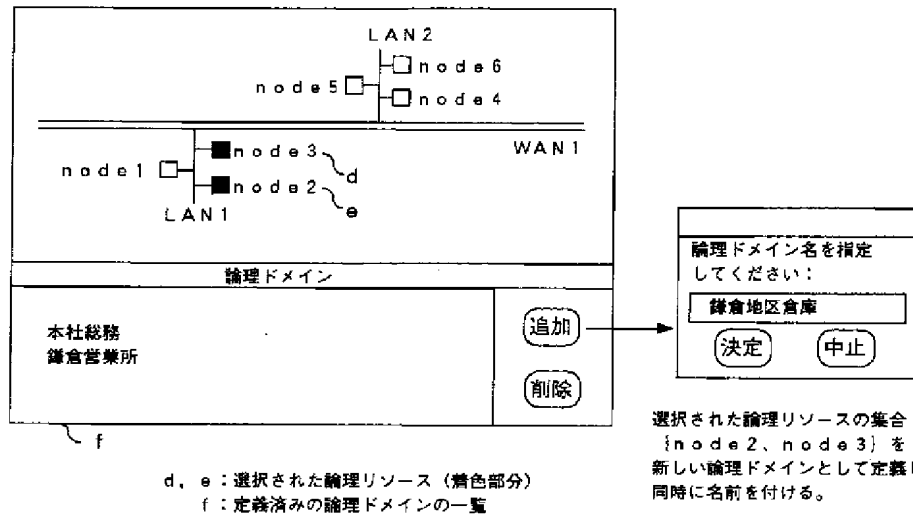 LAN2
node6
node5
node4
WAN1
node3
d
node1
node2
e
LAN1
論理ドメイン
本社総務
鎌倉営業所
追加
削除
f
論理ドメイン名を指定
してください:
鎌倉地区倉庫
決定
中止
選択された論理リソースの集合
{node2、node3}を
新しい論理ドメインとして定義し
同時に名前を付ける。
d,e:選択された論理リソース(着色部分)
f:定義済みの論理ドメインの一覧